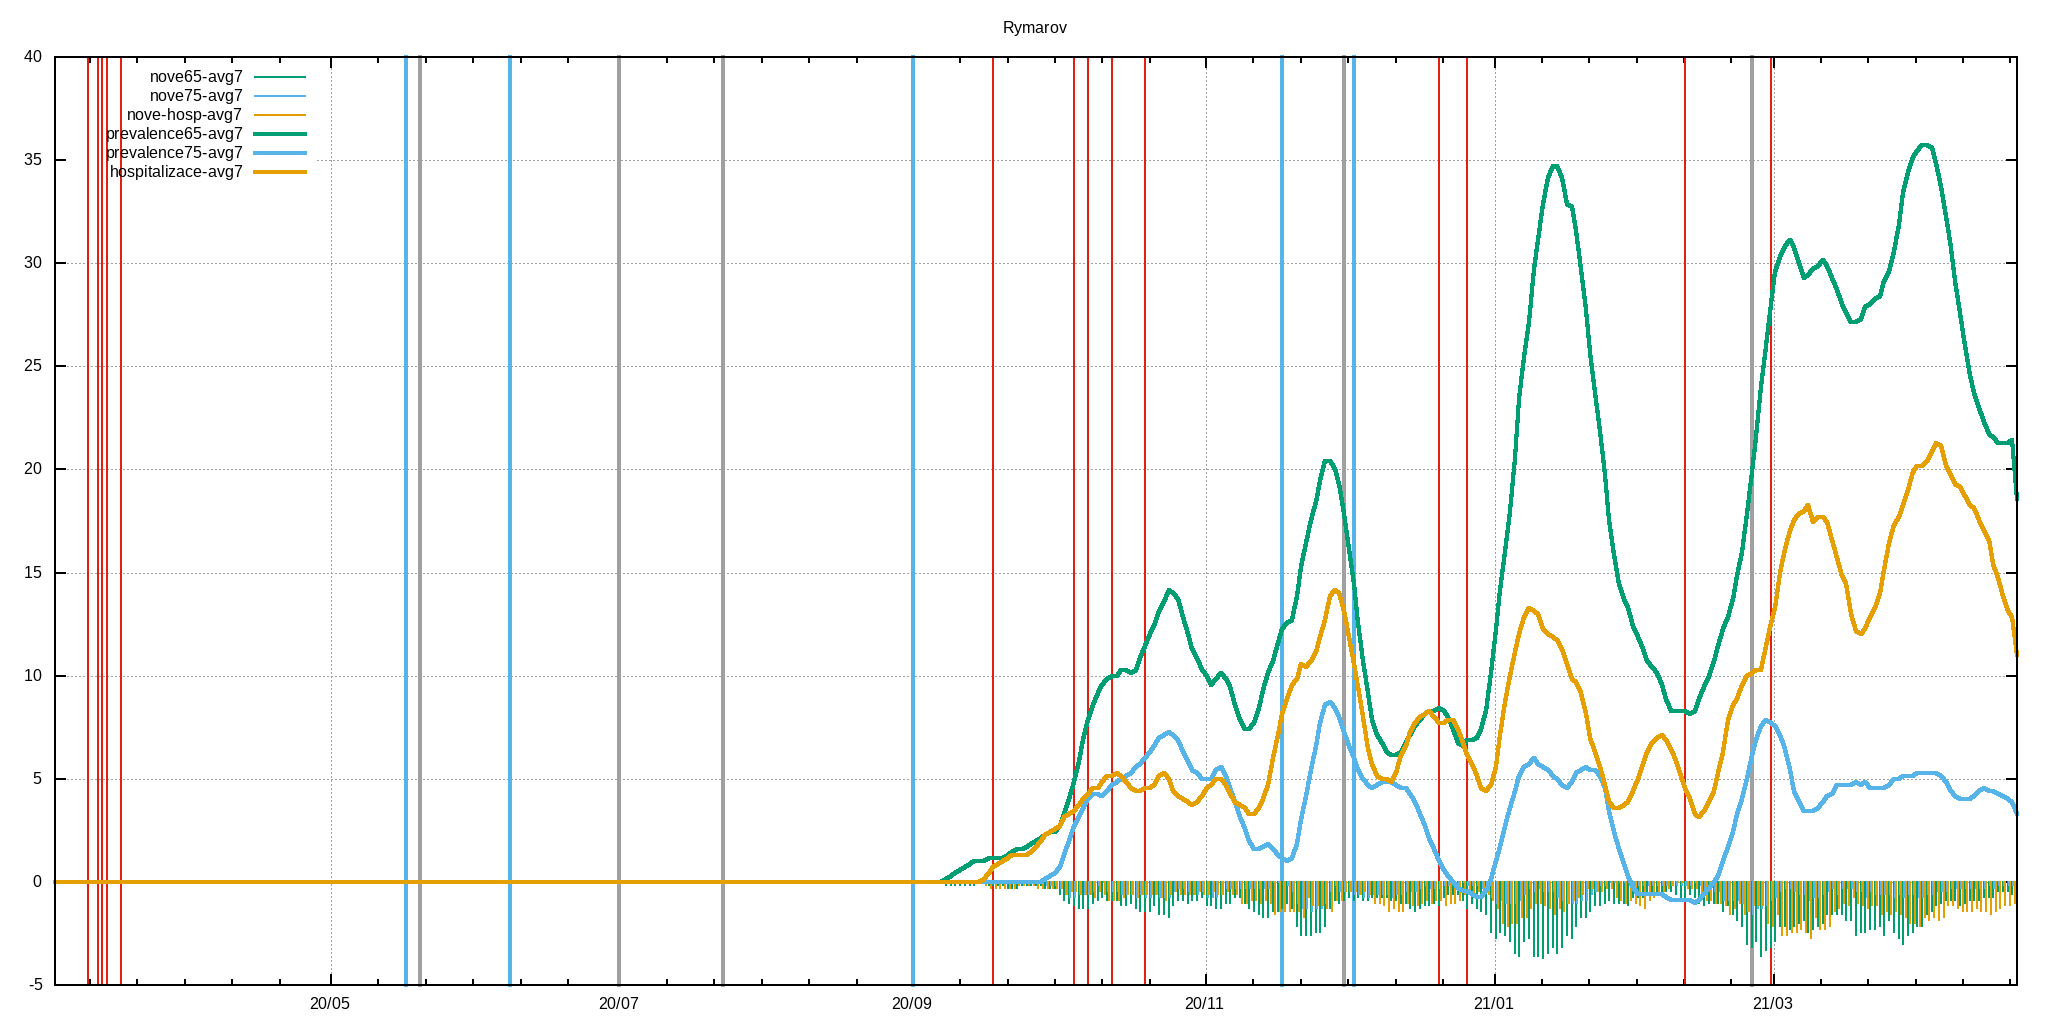 Rymarov
40
nove65-avg7
nove75-avg7
nove-hosp-avg7
prevalence65-avg7
prevalence75-avg7
hospitalizace-avg7
35
30
25
20
15
10
5
0
-5
20/05 20/07 20/09 20/11 21/01 21/03